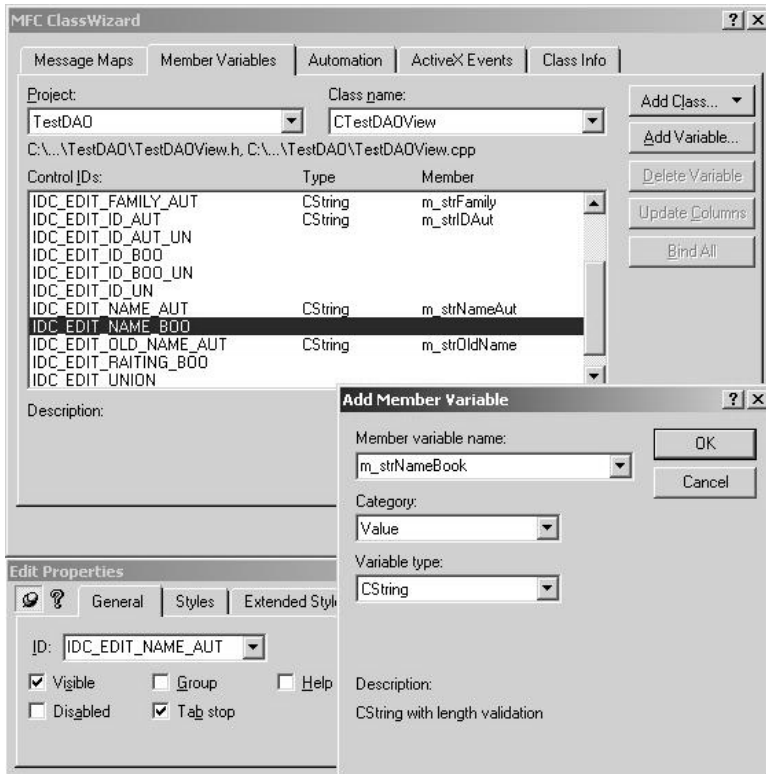 MFC ClassWizard
Message Maps Member Variables Automation ActiveX Events Class Info
Project: Class name:
TestDAO CTestDAOView
Add Class...
C:\...\TestDAO\TestDAOView.h, C:\...\TestDAO\TestDAOView.cpp
Add Variable...
Control IDs: Type Member
Delete Variable
IDC_EDIT_FAMILY_AUT CString m_strFamily
IDC_EDIT_ID_AUT CString m_strIDAut
Update Columns
IDC_EDIT_ID_AUT_UN
IDC_EDIT_ID_BOO
Bind All
IDC_EDIT_ID_BOO_UN
IDC_EDIT_ID_UN
IDC_EDIT_NAME_AUT CString m_strNameAut
IDC_EDIT_NAME_BOO
IDC_EDIT_OLD_NAME_AUT CString m_strOldName
IDC_EDIT_RAITING_BOO
IDC_EDIT_UNION
Description:
Add Member Variable
Member variable name:
m_strNameBook
OK
Cancel
Category:
Value
Variable type:
CString
Description:
CString with length validation
Edit Properties
General Styles Extended Styl
ID: IDC_EDIT_NAME_AUT
Visible Group Help
Disabled Tab stop